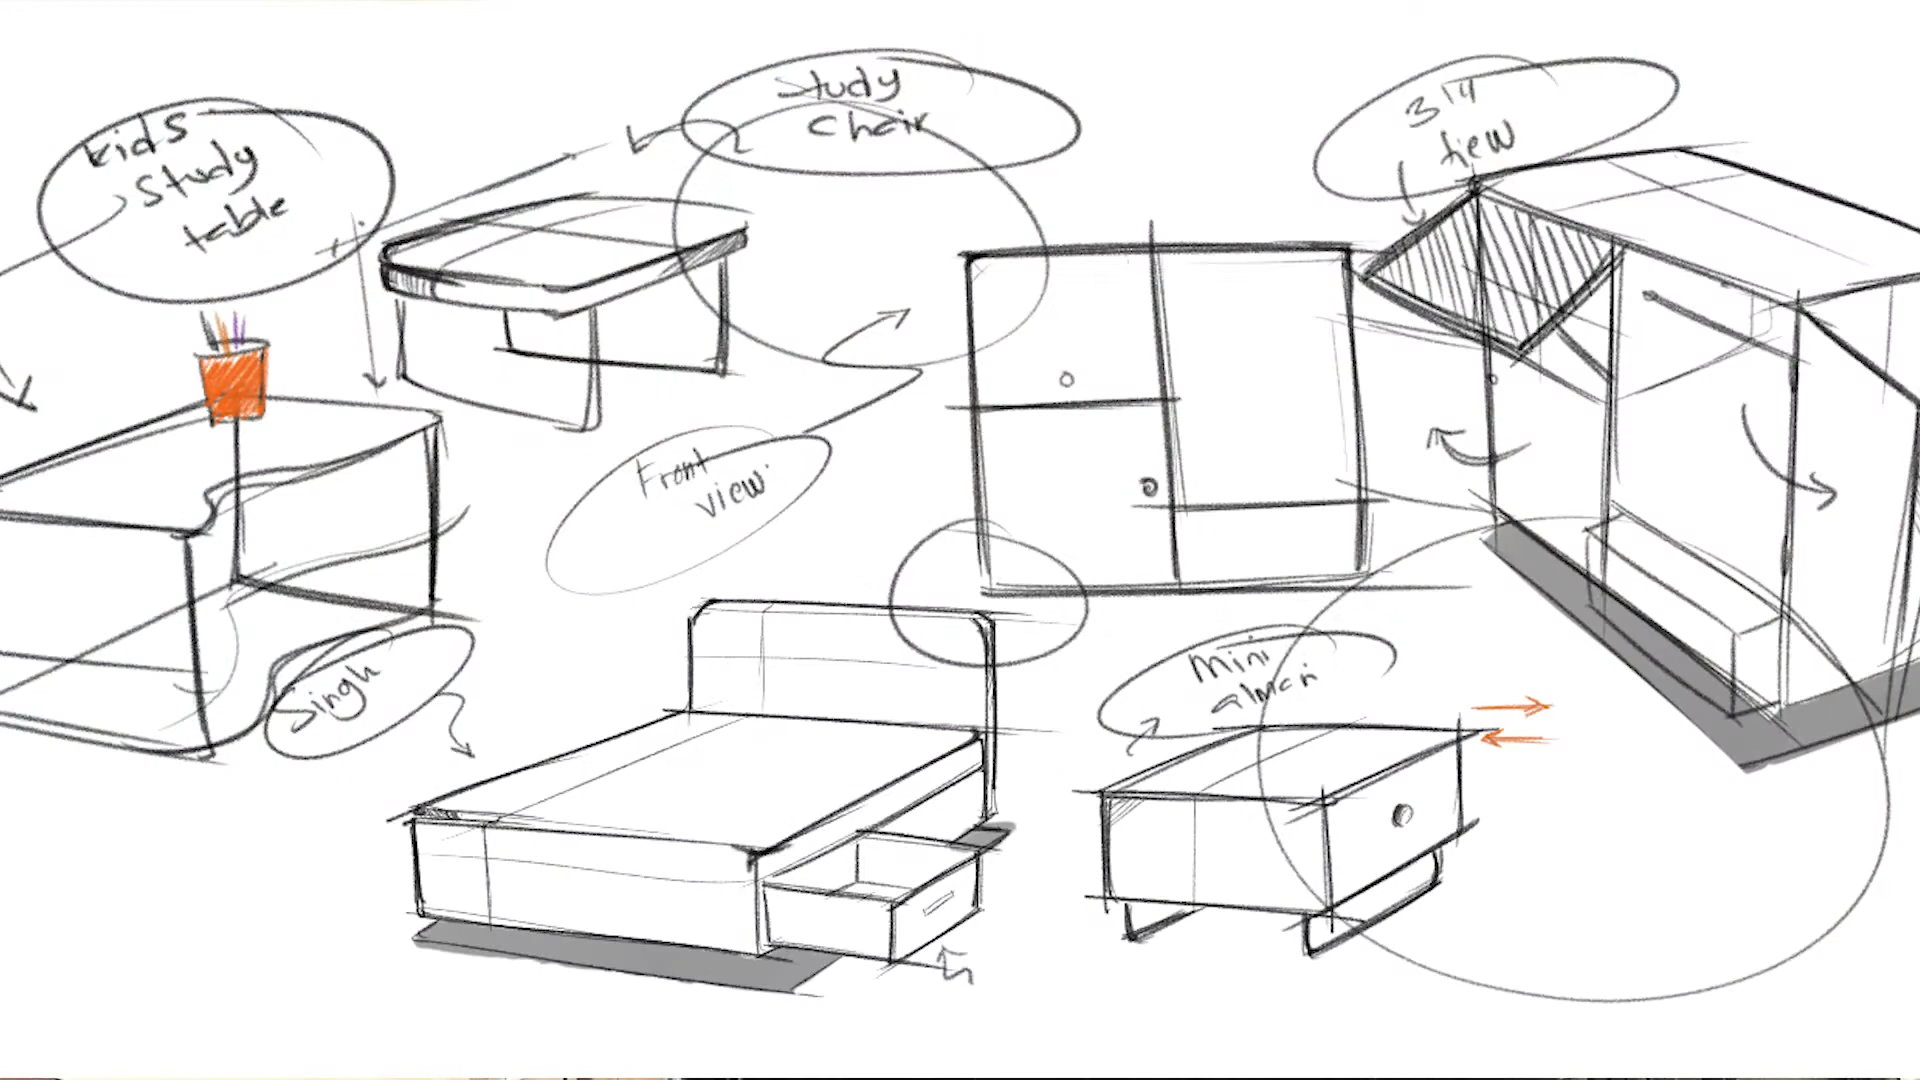 kids
study
table
study
chair
3/4
View
Front
view
Singh
Mini
almari